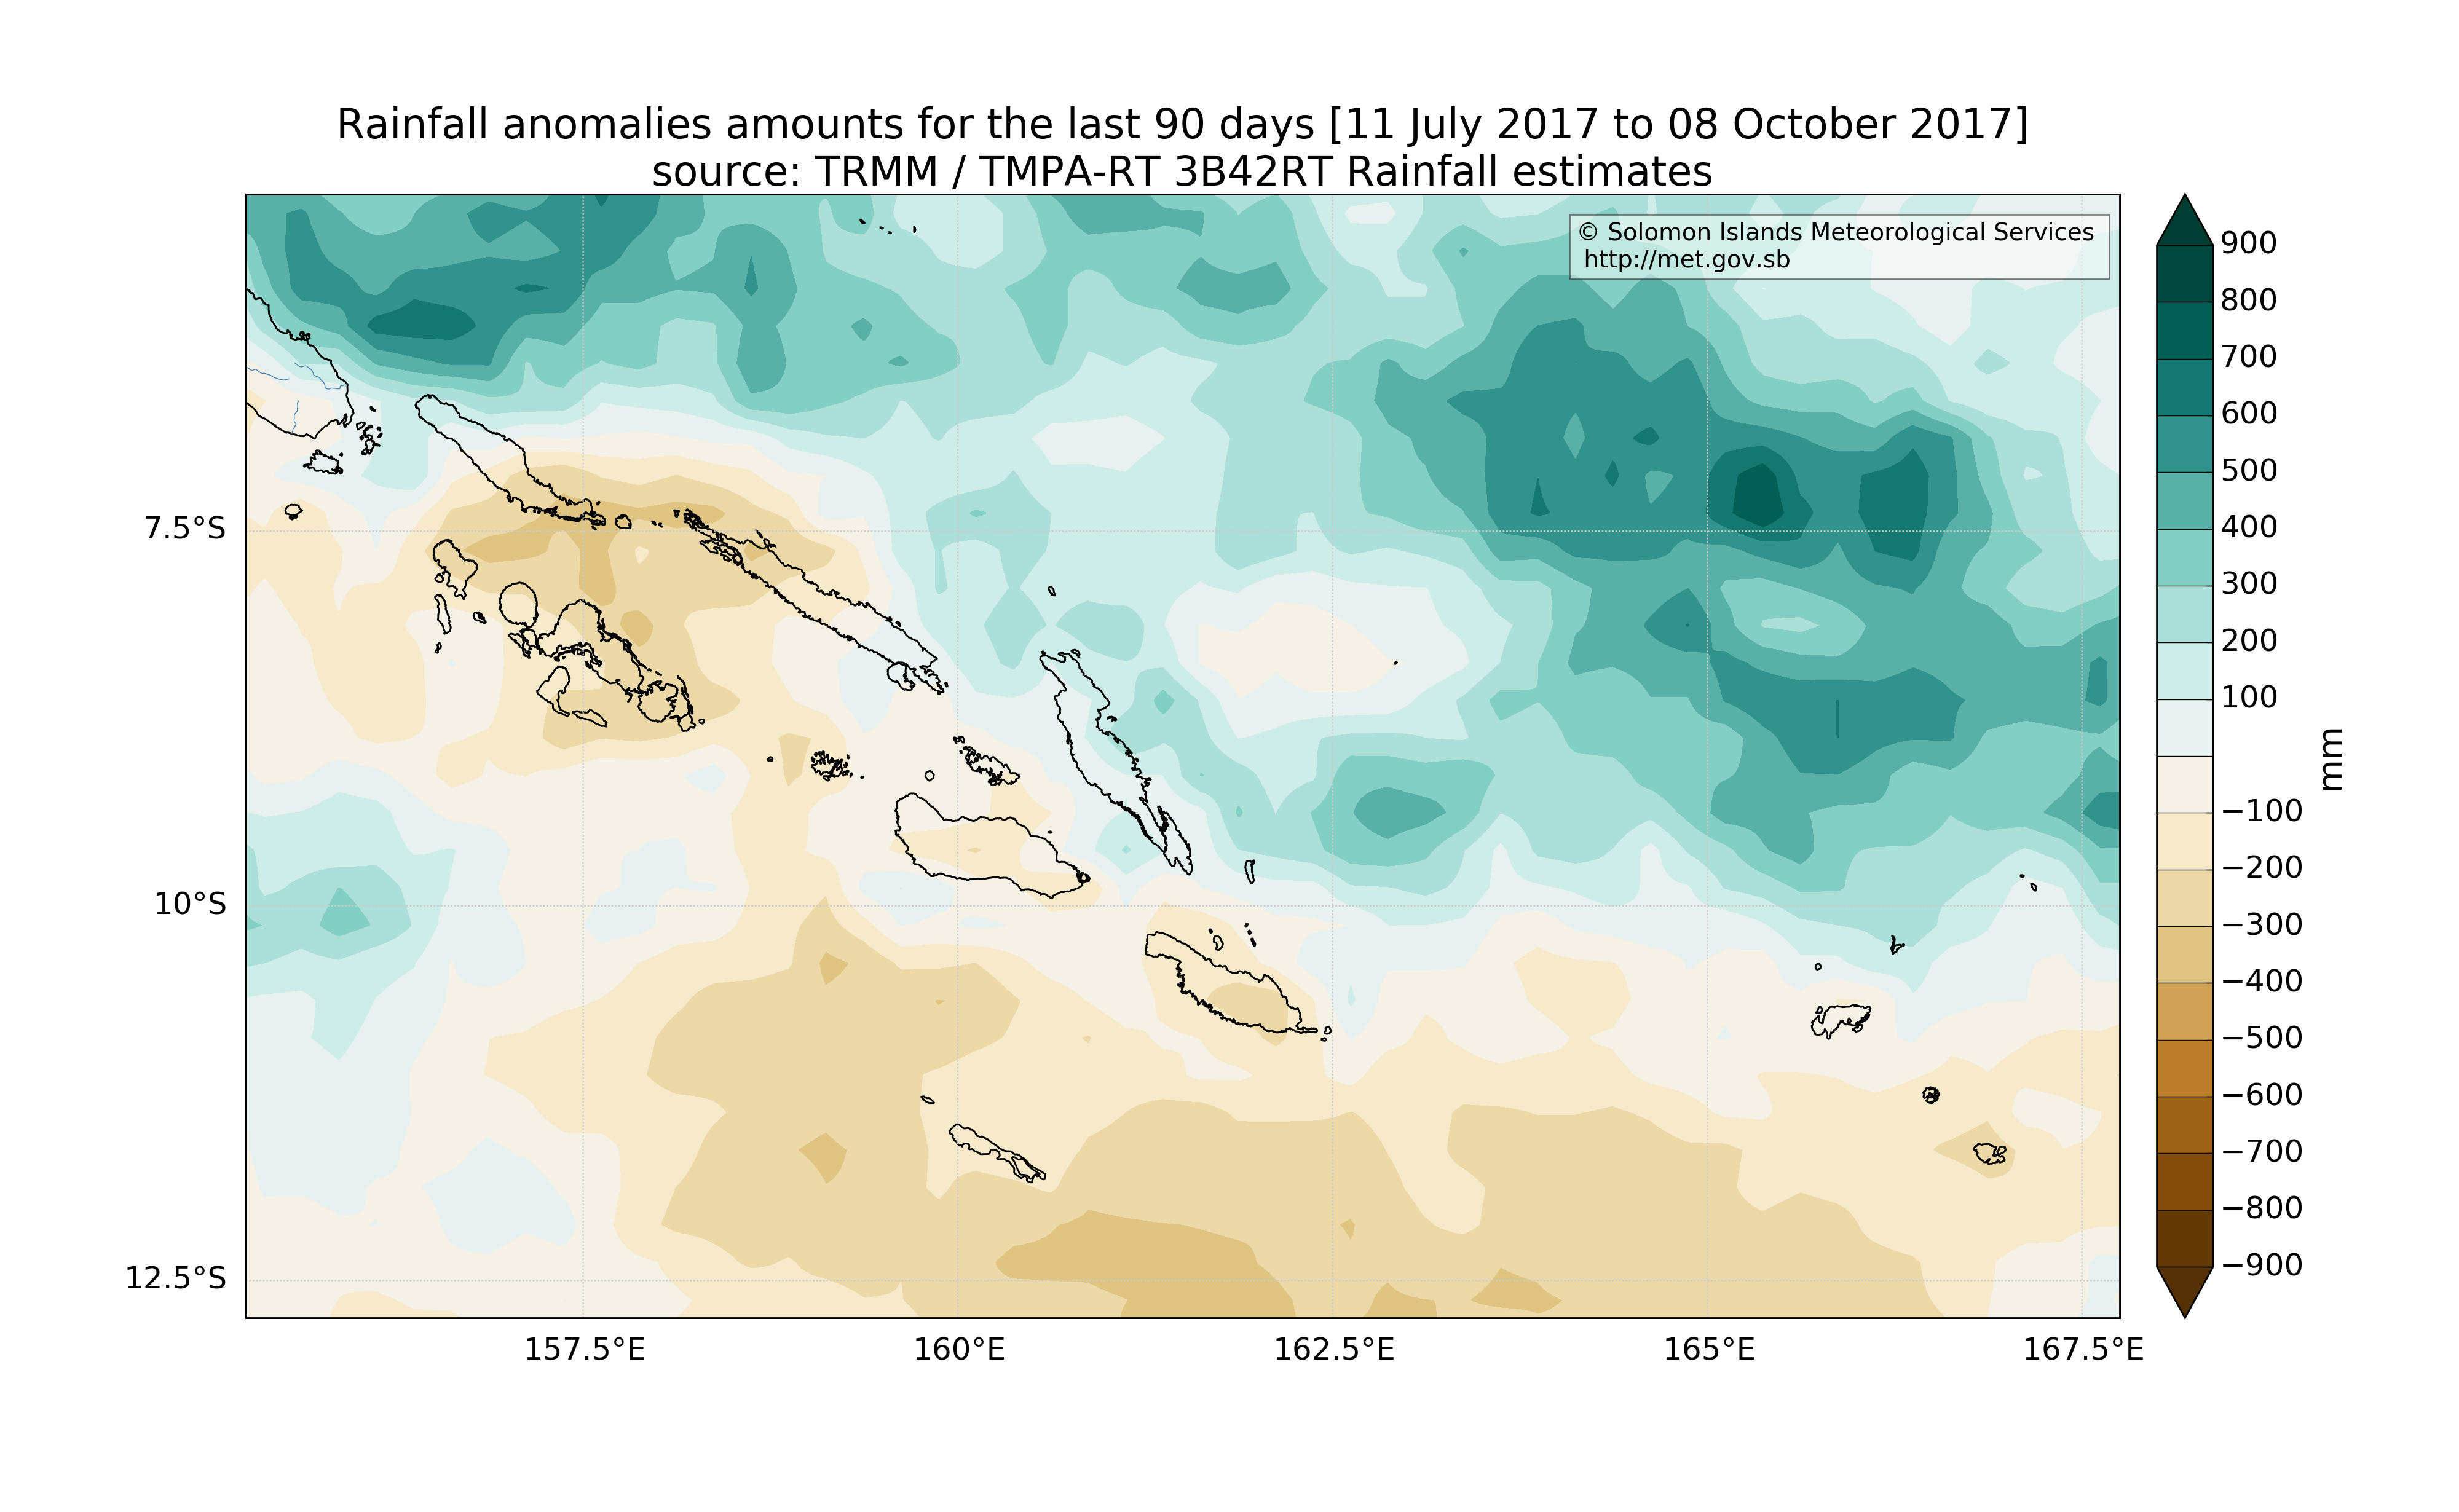 Rainfall anomalies amounts for the last 90 days [11 July 2017 to 08 October 2017]
source: TRMM / TMPA-RT 3B42RT Rainfall estimates
© Solomon Islands Meteorological Services
http://met.gov.sb
7.5°S
10°S
12.5°S
157.5°E
160°E
162.5°E
165°E
167.5°E
900
800
700
600
500
400
300
200
100
−100
−200
−300
−400
−500
−600
−700
−800
−900
mm